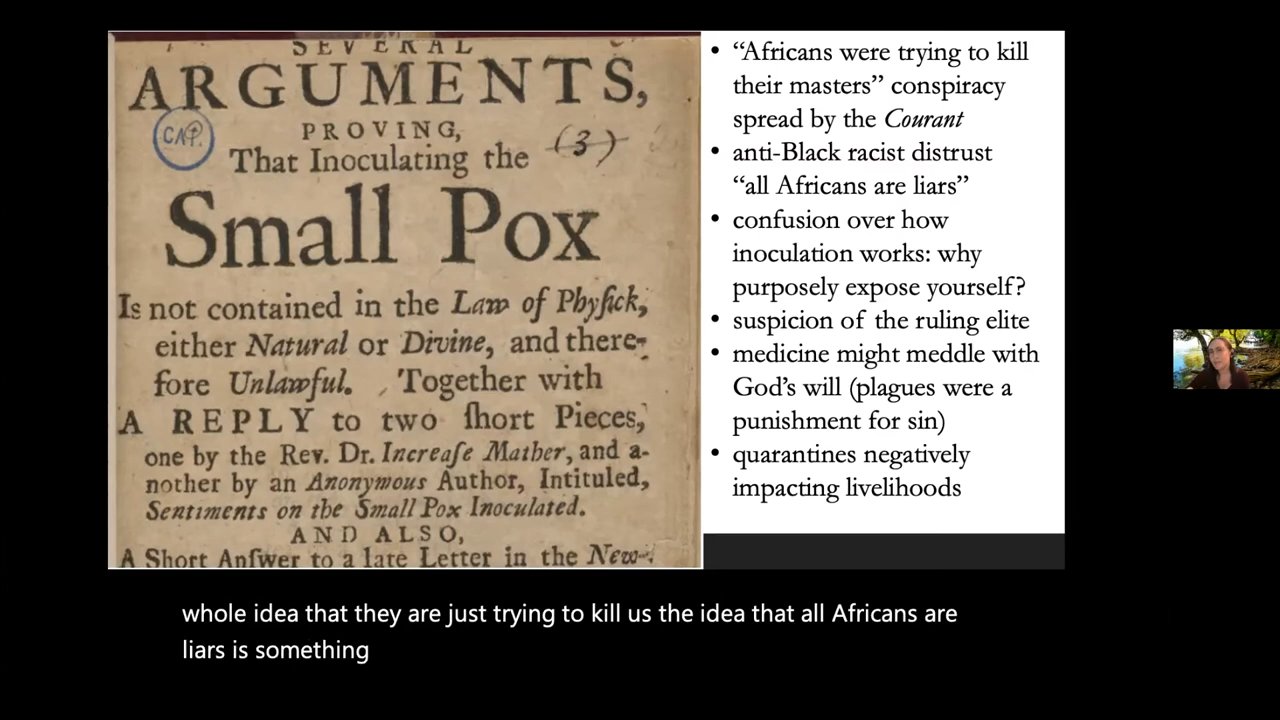 SEVERAL
ARGUMENTS,
PROVING,
(3)
That Inoculating the
Small Pox
Is not contained in the Law of Phyſick,
either Natural or Divine, and there-
fore Unlawful. Together with
A REPLY to two ſhort Pieces,
one by the Rev. Dr. Increaſe Mather, and a-
nother by an Anonymous Author, Intituled,
Sentiments on the Small Pox Inoculated.
AND ALSO,
A Short Anſwer to a late Letter in the New-
• “Africans were trying to kill
their masters” conspiracy
spread by the Courant
• anti-Black racist distrust
“all Africans are liars”
• confusion over how
inoculation works: why
purposely expose yourself?
• suspicion of the ruling elite
• medicine might meddle with
God’s will (plagues were a
punishment for sin)
• quarantines negatively
impacting livelihoods
whole idea that they are just trying to kill us the idea that all Africans are
liars is something